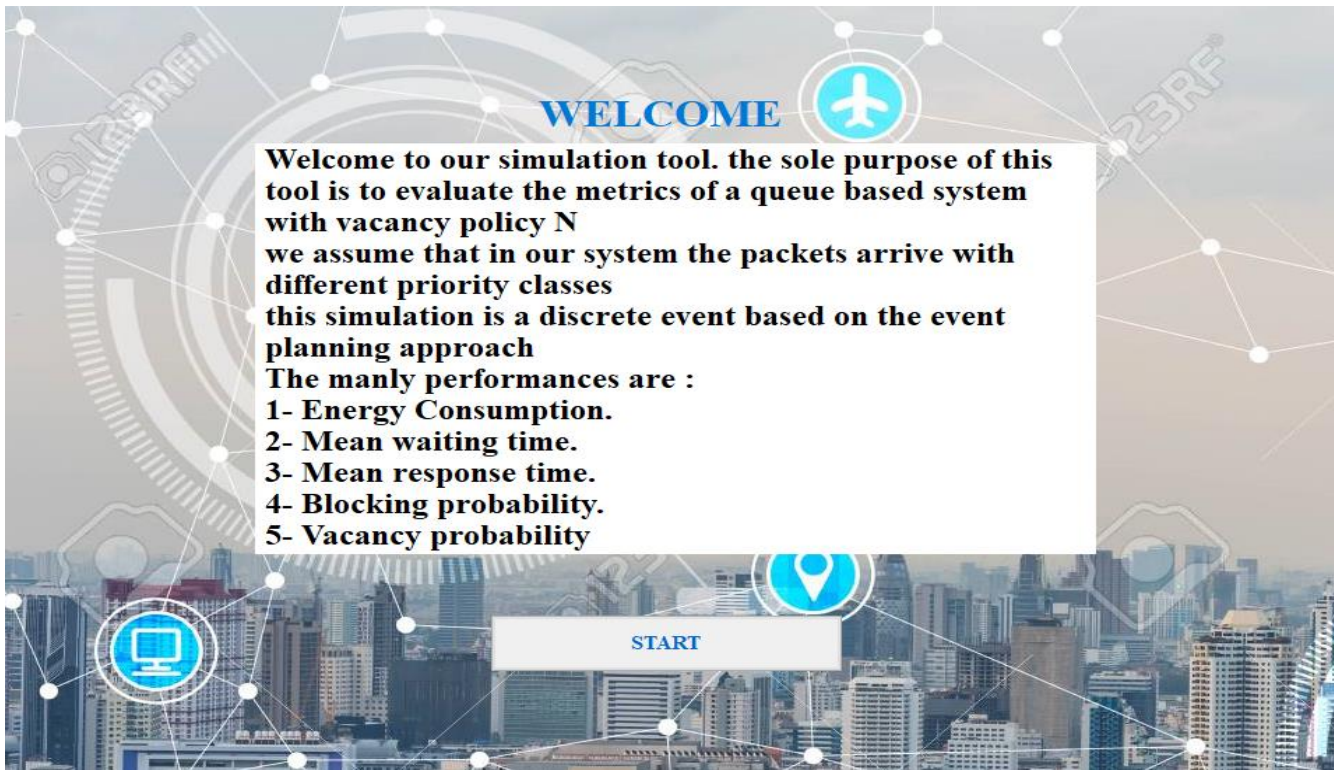 WELCOME
Welcome to our simulation tool. the sole purpose of this
tool is to evaluate the metrics of a queue based system
with vacancy policy N
we assume that in our system the packets arrive with
different priority classes
this simulation is a discrete event based on the event
planning approach
The manly performances are :
1- Energy Consumption.
2- Mean waiting time.
3- Mean response time.
4- Blocking probability.
5- Vacancy probability
START
123RF
123RF